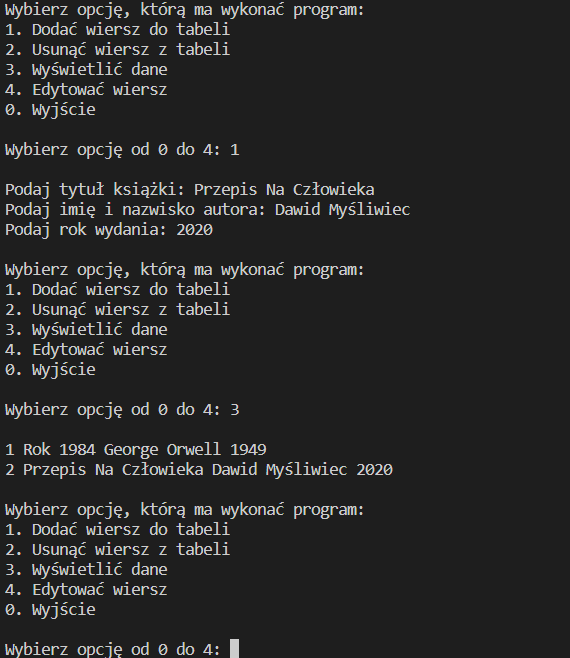 Wybierz opcję, którą ma wykonać program:
1. Dodać wiersz do tabeli
2. Usunąć wiersz z tabeli
3. Wyświetlić dane
4. Edytować wiersz
0. Wyjście
Wybierz opcję od 0 do 4: 1
Podaj tytuł książki: Przepis Na Człowieka
Podaj imię i nazwisko autora: Dawid Myśliwiec
Podaj rok wydania: 2020
Wybierz opcję, którą ma wykonać program:
1. Dodać wiersz do tabeli
2. Usunąć wiersz z tabeli
3. Wyświetlić dane
4. Edytować wiersz
0. Wyjście
Wybierz opcję od 0 do 4: 3
1 Rok 1984 George Orwell 1949
2 Przepis Na Człowieka Dawid Myśliwiec 2020
Wybierz opcję, którą ma wykonać program:
1. Dodać wiersz do tabeli
2. Usunąć wiersz z tabeli
3. Wyświetlić dane
4. Edytować wiersz
0. Wyjście
Wybierz opcję od 0 do 4: